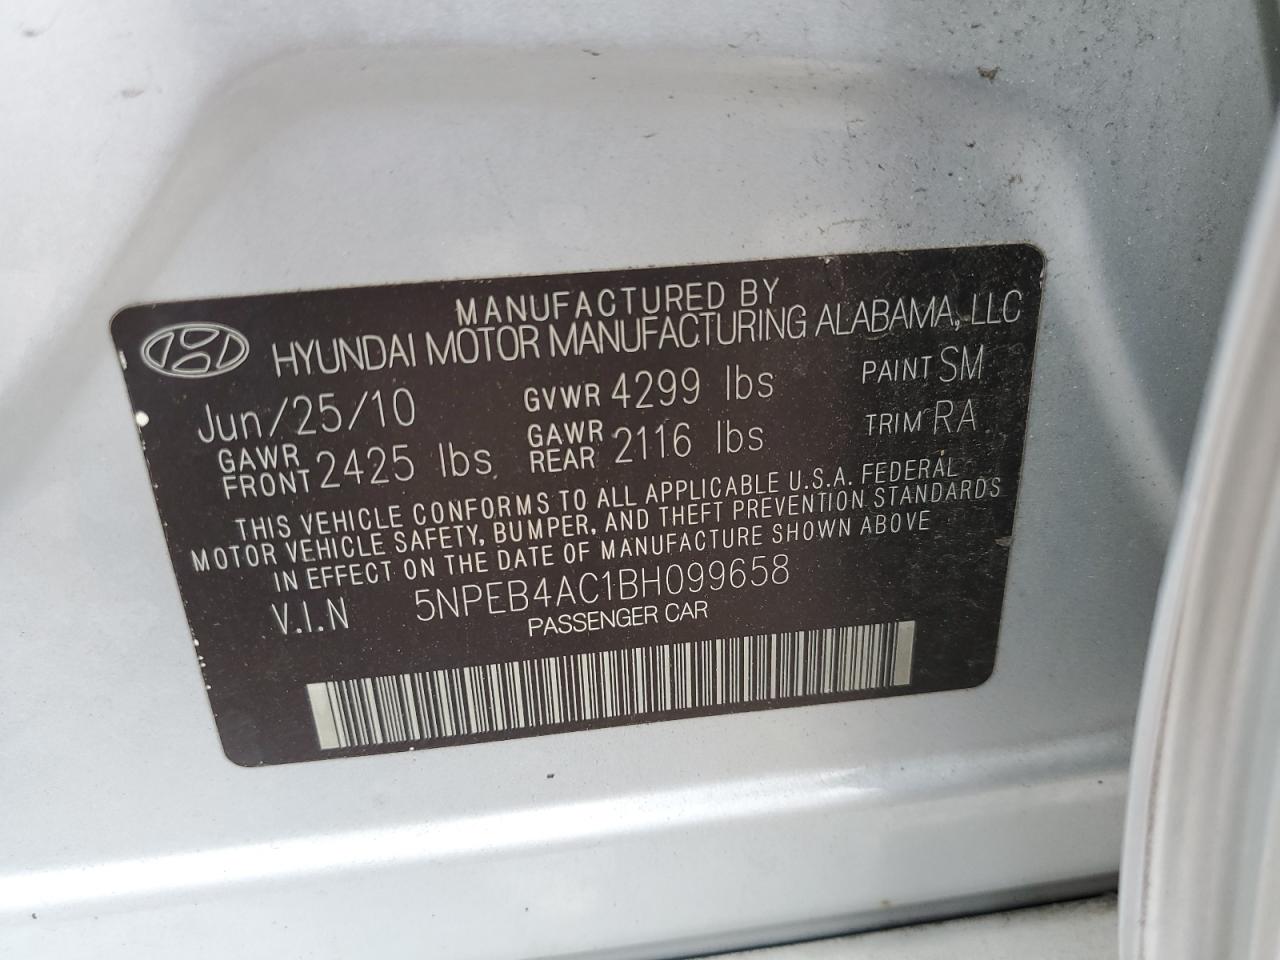 MANUFACTURED BY
HYUNDAI MOTOR MANUFACTURING ALABAMA, LLC
Jun/25/10 GVWR 4299 lbs PAINT SM
GAWR FRONT 2425 lbs GAWR REAR 2116 lbs TRIM RA
THIS VEHICLE CONFORMS TO ALL APPLICABLE U.S.A. FEDERAL
MOTOR VEHICLE SAFETY, BUMPER, AND THEFT PREVENTION STANDARDS
IN EFFECT ON THE DATE OF MANUFACTURE SHOWN ABOVE
V.I.N 5NPEB4AC1BH099658
PASSENGER CAR